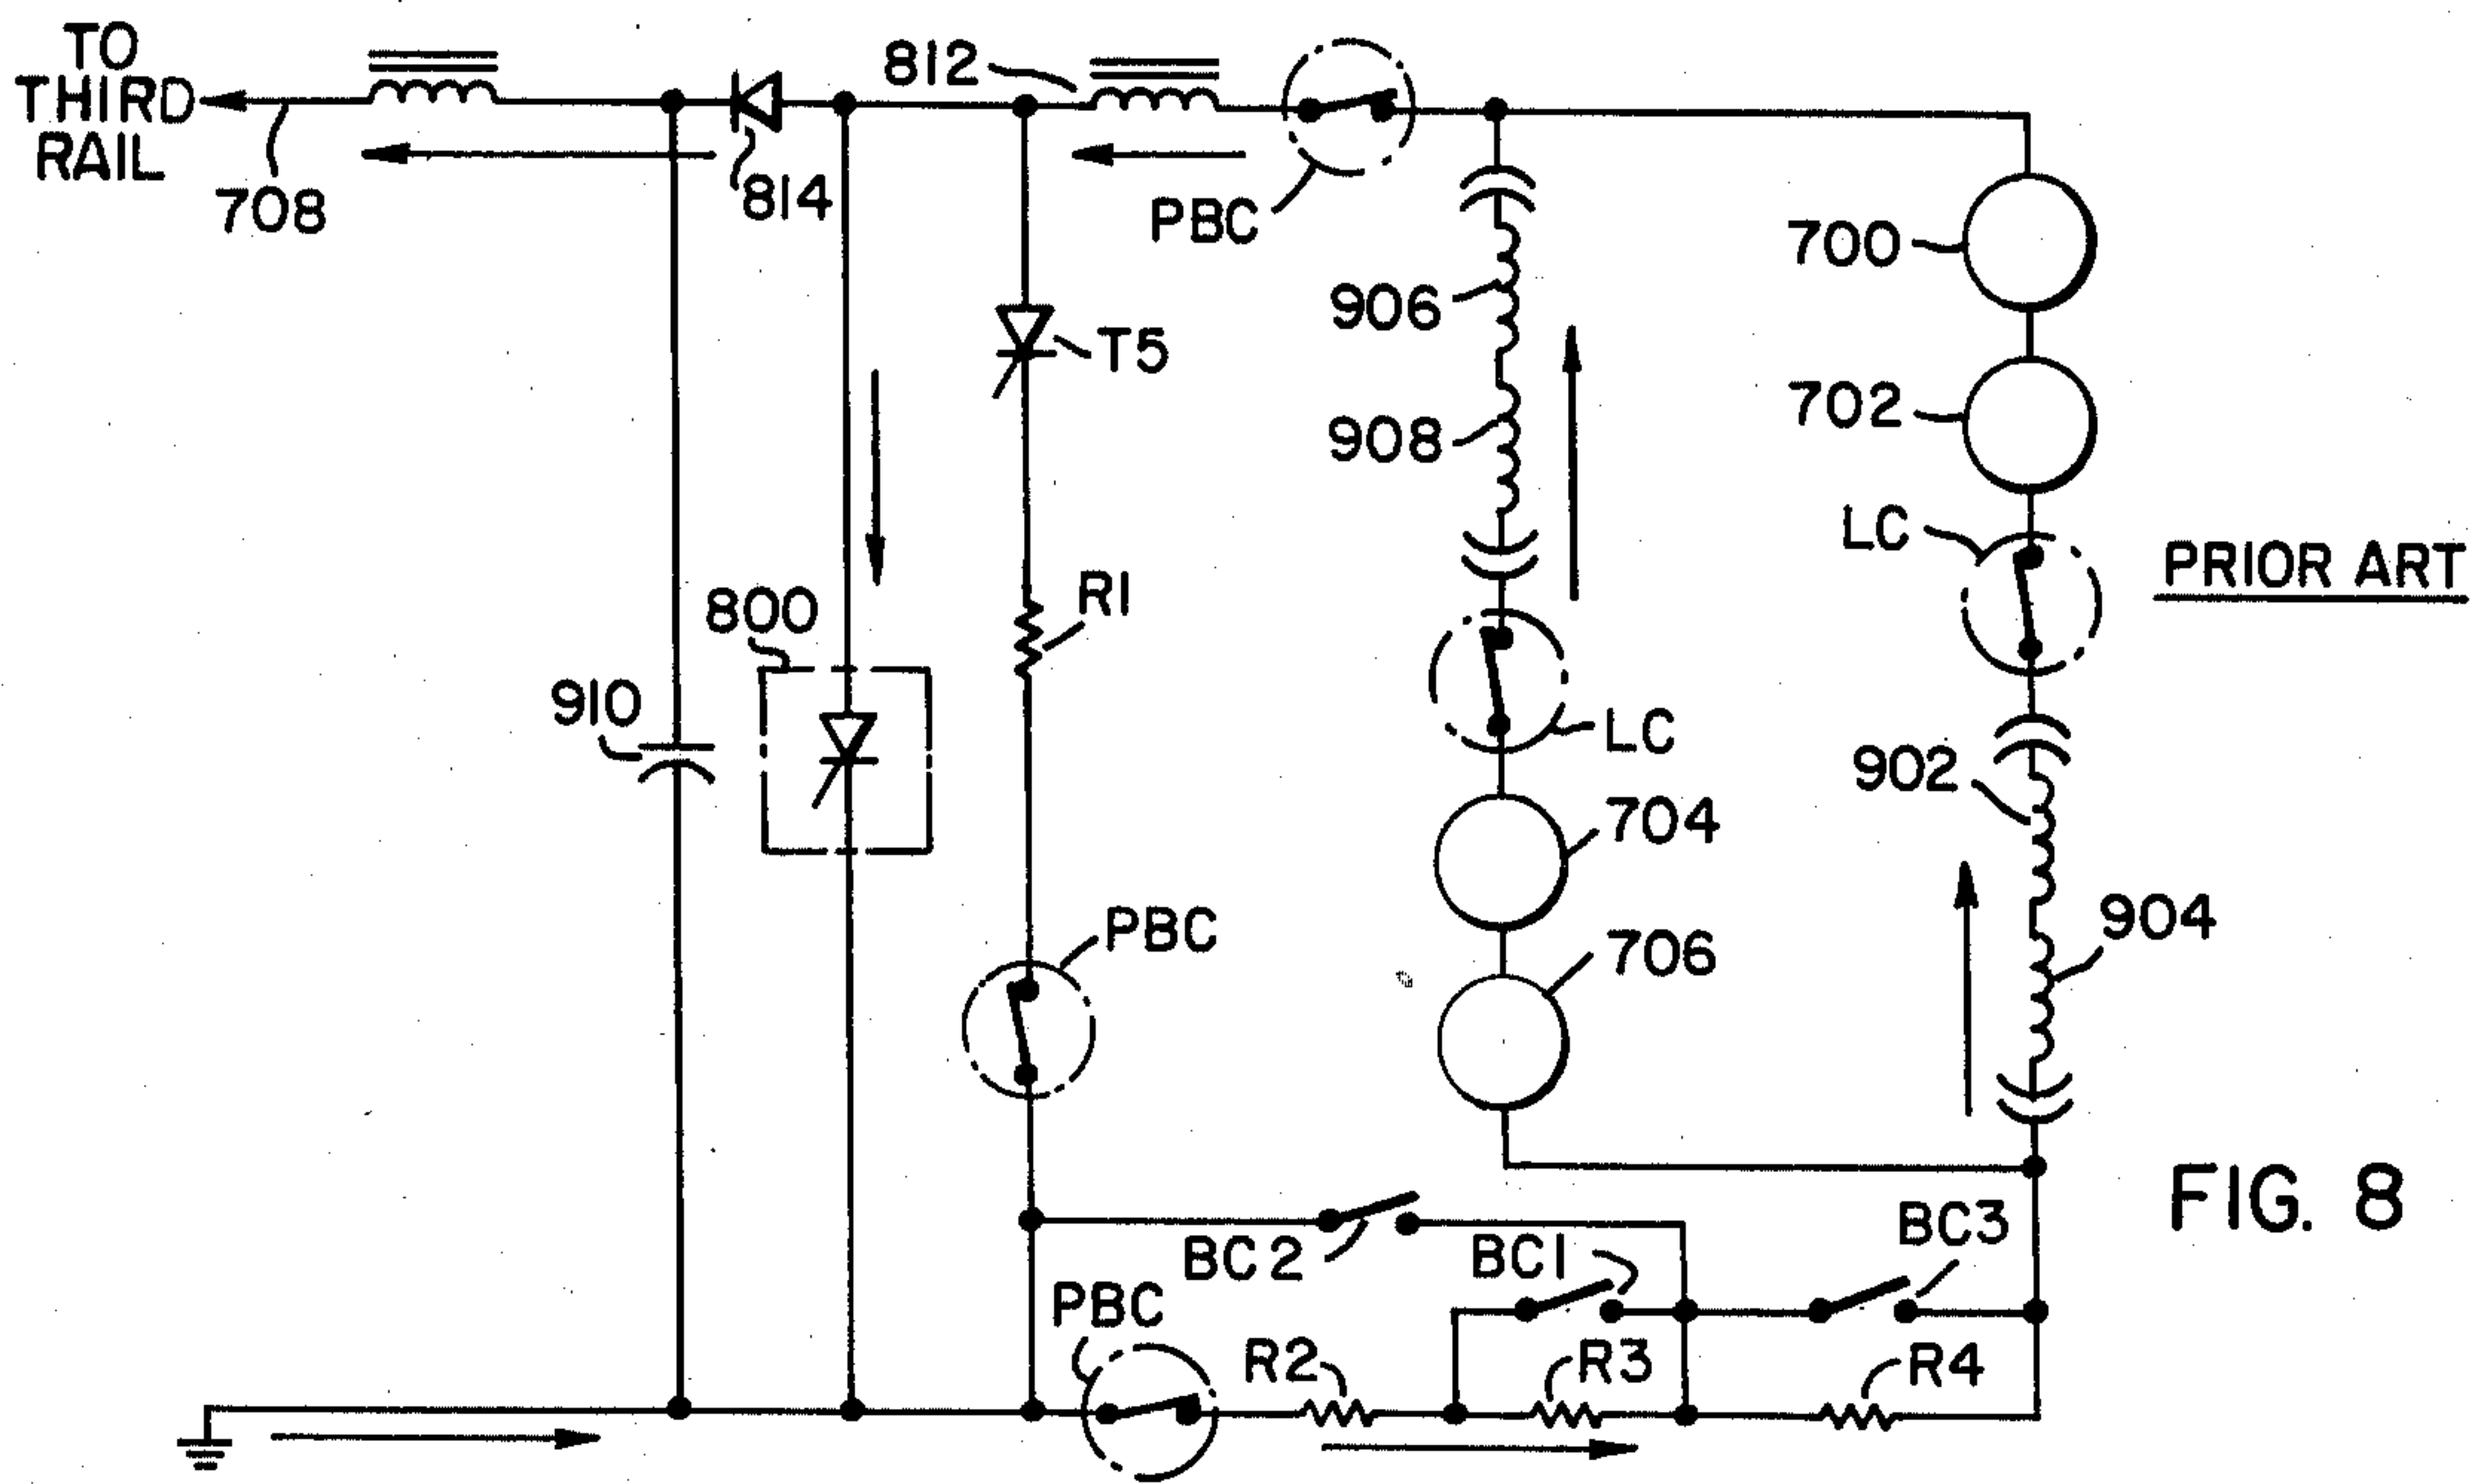 TO
THIRD
RAIL
708
814
812
PBC
T5
R1
800
910
PBC
906
908
LC
704
706
700
702
LC
902
904
PRIOR ART
FIG. 8
BC2
BC1
BC3
PBC
R2
R3
R4